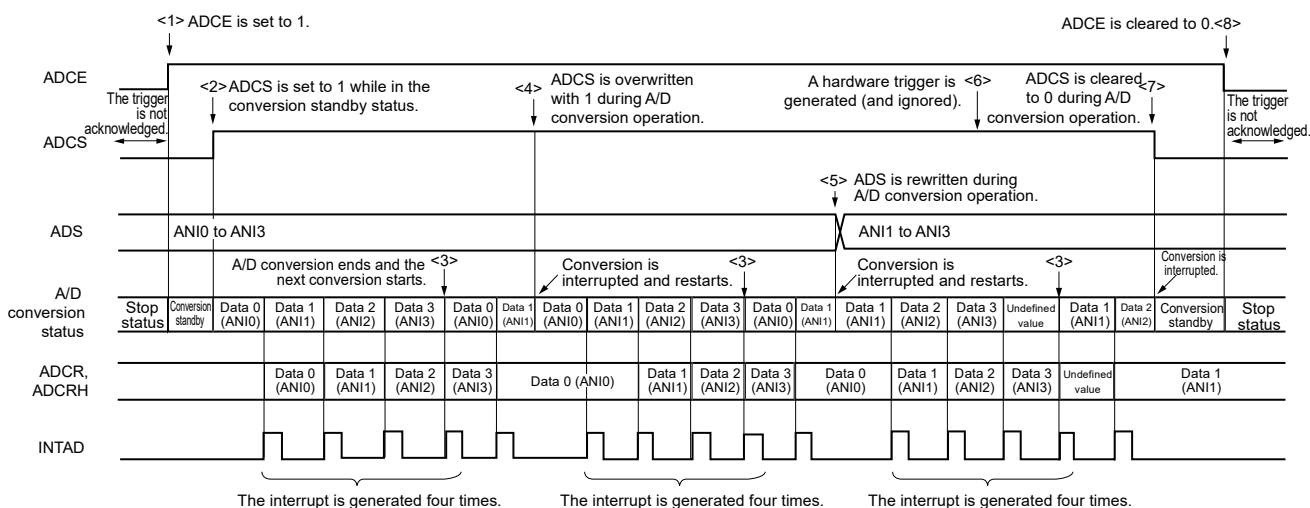 <1> ADCE is set to 1.
ADCE is cleared to 0.<8>
ADCE
The trigger
is not
acknowledged.
<2> ADCS is set to 1 while in the
conversion standby status.
<4> ADCS is overwritten
with 1 during A/D
conversion operation.
A hardware trigger is <6>
generated (and ignored).
ADCS is cleared <7>
to 0 during A/D
conversion operation.
The trigger
is not
acknowledged.
ADCS
<5> ADS is rewritten during
A/D conversion operation.
ADS
ANI0 to ANI3
ANI1 to ANI3
A/D conversion ends and the <3>
next conversion starts.
Conversion is
interrupted and restarts.
<3>
Conversion is
interrupted and restarts.
<3>
Conversion is
interrupted.
A/D
conversion
status
Stop
status
Conversion
standby
Data 0
(ANI0)
Data 1
(ANI1)
Data 2
(ANI2)
Data 3
(ANI3)
Data 0
(ANI0)
Data 1
(ANI1)
Data 0
(ANI0)
Data 1
(ANI1)
Data 2
(ANI2)
Data 3
(ANI3)
Data 0
(ANI0)
Data 1
(ANI1)
Data 1
(ANI1)
Data 2
(ANI2)
Data 3
(ANI3)
Undefined
value
Data 1
(ANI1)
Data 2
(ANI2)
Conversion
standby
Stop
status
ADCR,
ADCRH
Data 0
(ANI0)
Data 1
(ANI1)
Data 2
(ANI2)
Data 3
(ANI3)
Data 0 (ANI0)
Data 1
(ANI1)
Data 2
(ANI2)
Data 3
(ANI3)
Data 0
(ANI0)
Data 1
(ANI1)
Data 2
(ANI2)
Data 3
(ANI3)
Undefined
value
Data 1
(ANI1)
INTAD
The interrupt is generated four times.
The interrupt is generated four times.
The interrupt is generated four times.